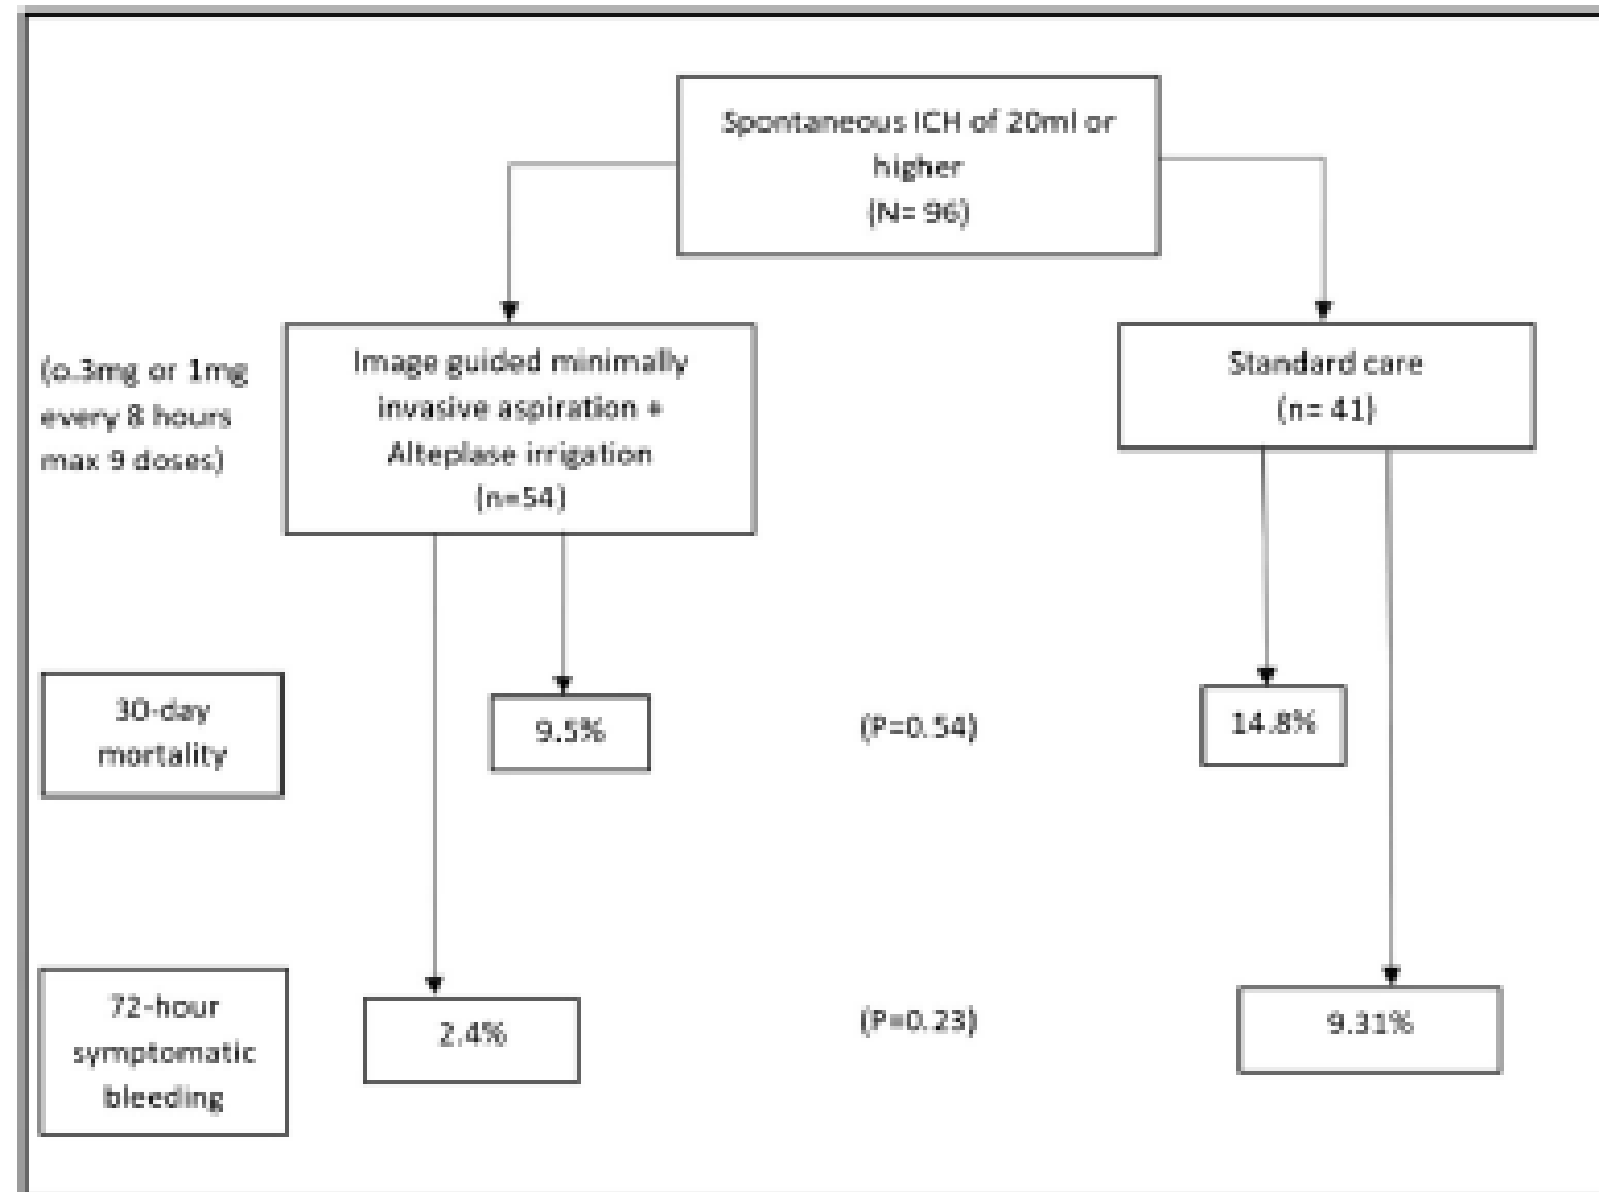 Spontaneous ICH of 20ml or
higher
(N= 96)
(o.3mg or 1mg
every 8 hours
max 9 doses)
Image guided minimally
invasive aspiration +
Alteplase irrigation
(n=54)
Standard care
(n= 41)
30-day
mortality
9.5%
(P=0.54)
14.8%
72-hour
symptomatic
bleeding
2.4%
(P=0.23)
9.31%